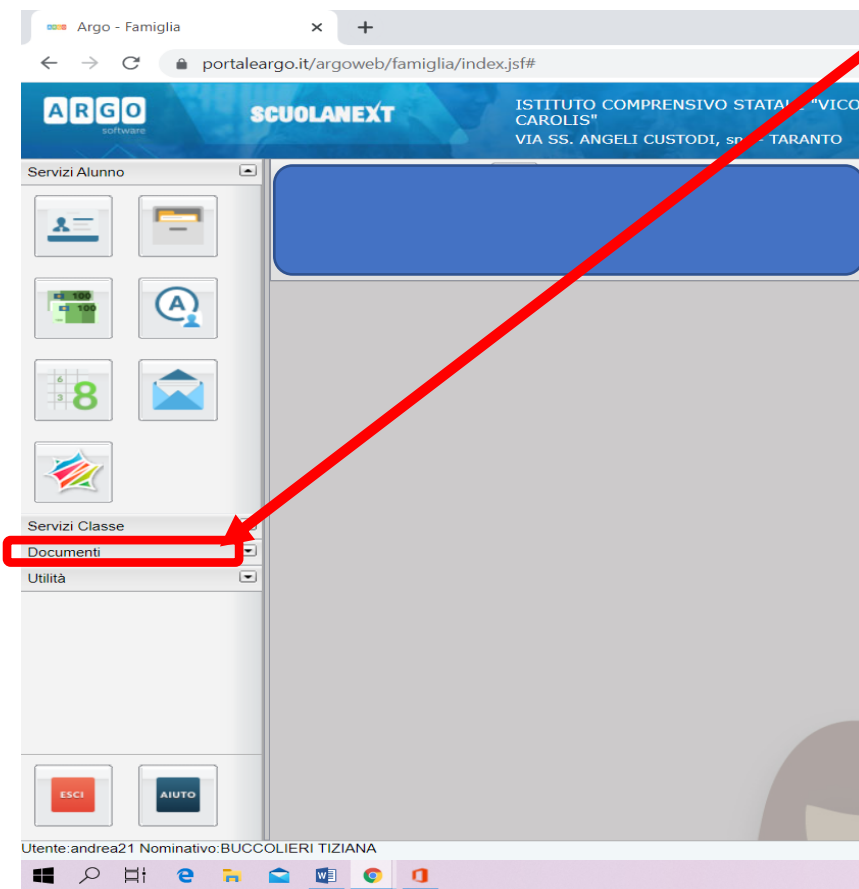 Argo - Famiglia
portaleargo.it/argoweb/famiglia/index.jsf#
ARGO
software
SCUOLANEXT
ISTITUTO COMPRENSIVO STATALE "VICO
CAROLIS"
VIA SS. ANGELI CUSTODI, - TARANTO
Servizi Alunno
100
100
A
6
3 8
Servizi Classe
Documenti
Utilità
ESCI
AIUTO
Utente:andrea21 Nominativo:BUCCOLIERI TIZIANA